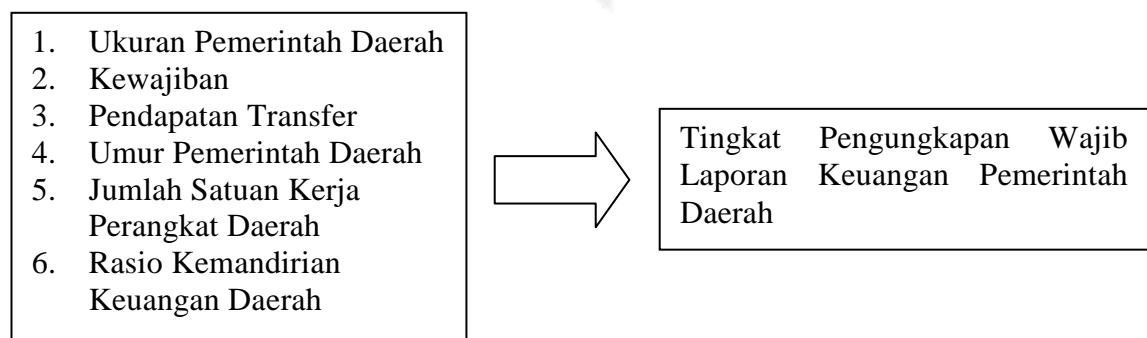 1. Ukuran Pemerintah Daerah
2. Kewajiban
3. Pendapatan Transfer
4. Umur Pemerintah Daerah
5. Jumlah Satuan Kerja
Perangkat Daerah
6. Rasio Kemandirian
Keuangan Daerah
Tingkat Pengungkapan Wajib
Laporan Keuangan Pemerintah
Daerah